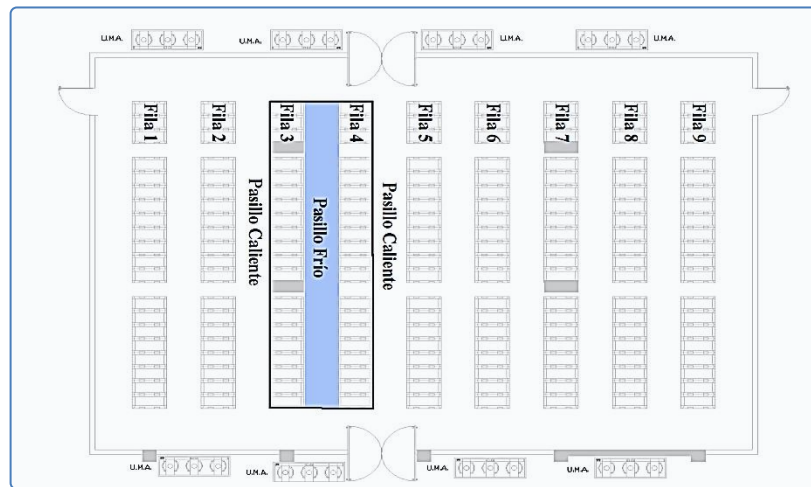 U.M.A.
U.M.A.
U.M.A.
U.M.A.
Fila 1
Fila 2
Fila 3
Fila 4
Fila 5
Fila 6
Fila 7
Fila 8
Fila 9
Pasillo Caliente
Pasillo Frío
Pasillo Caliente
U.M.A.
U.M.A.
U.M.A.
U.M.A.